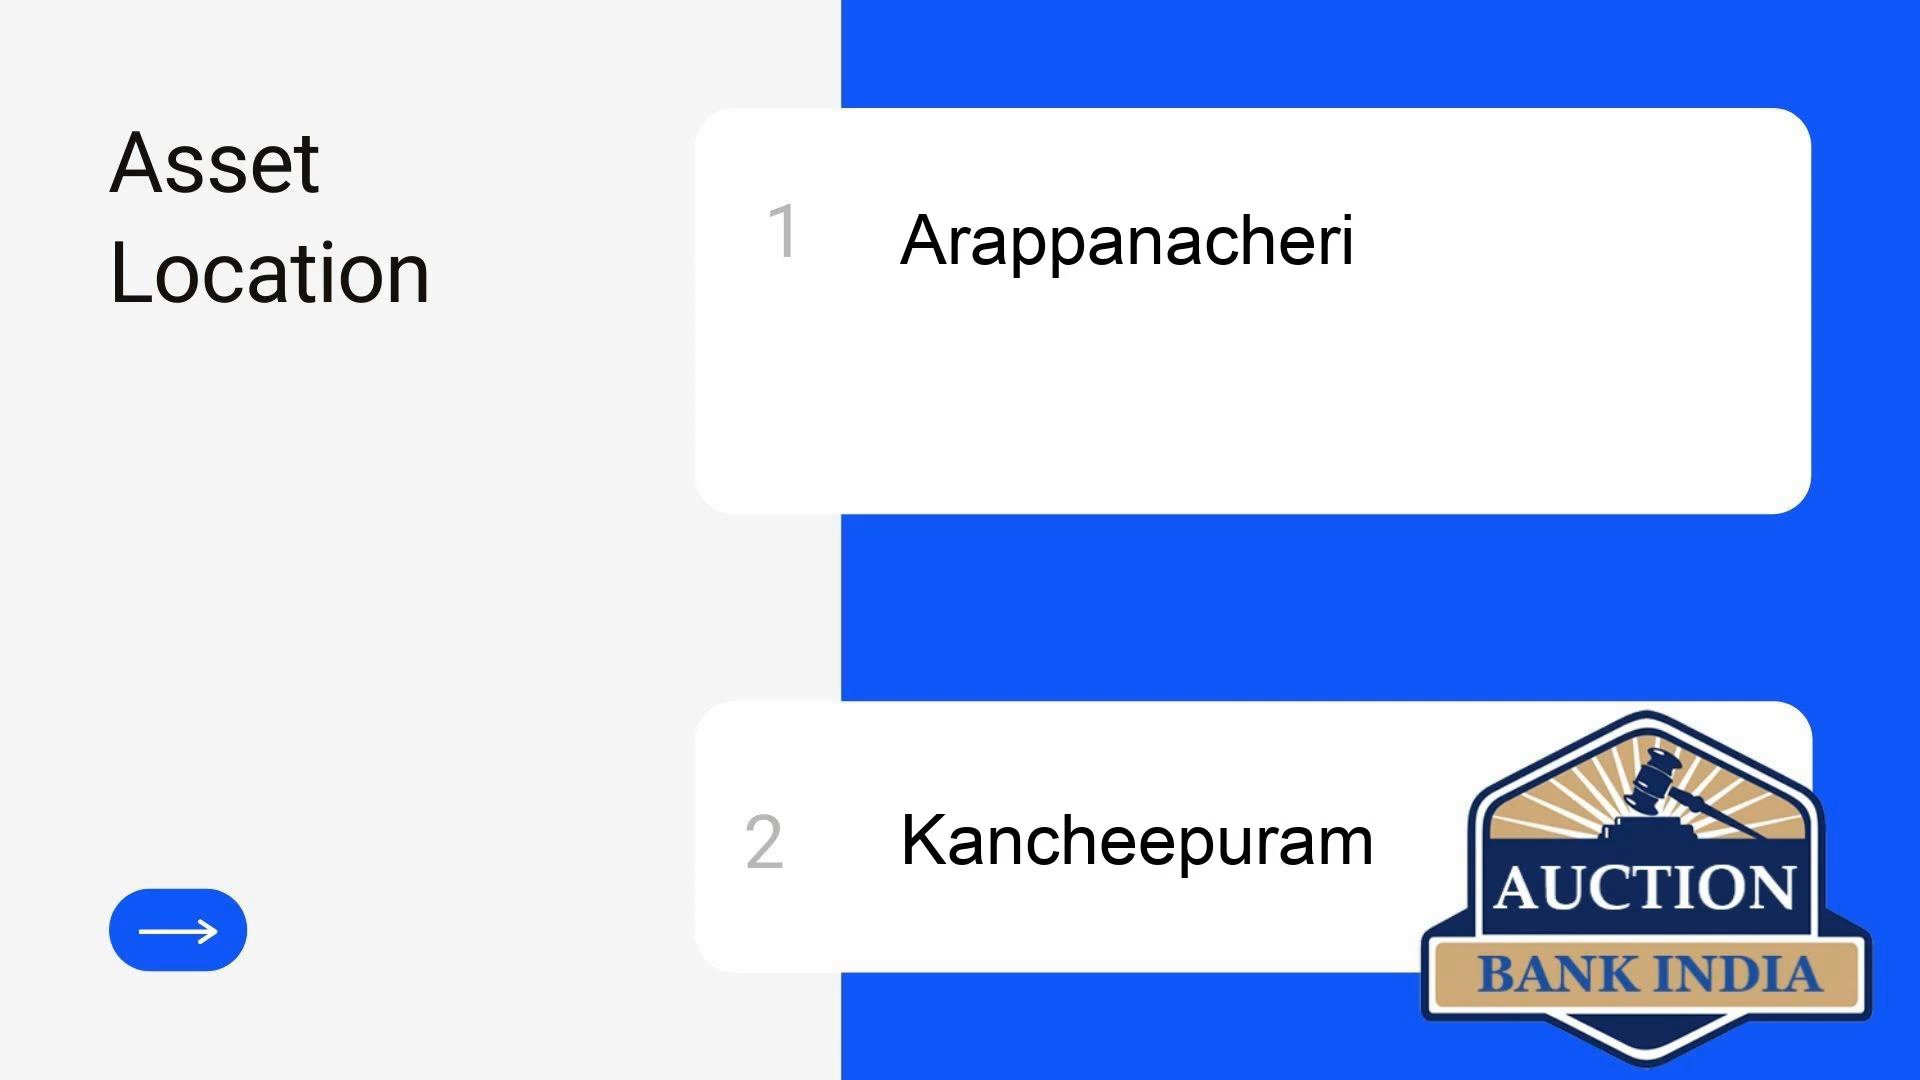 Asset
Location
1
Arappanacheri
2
Kancheepuram
AUCTION
BANK INDIA